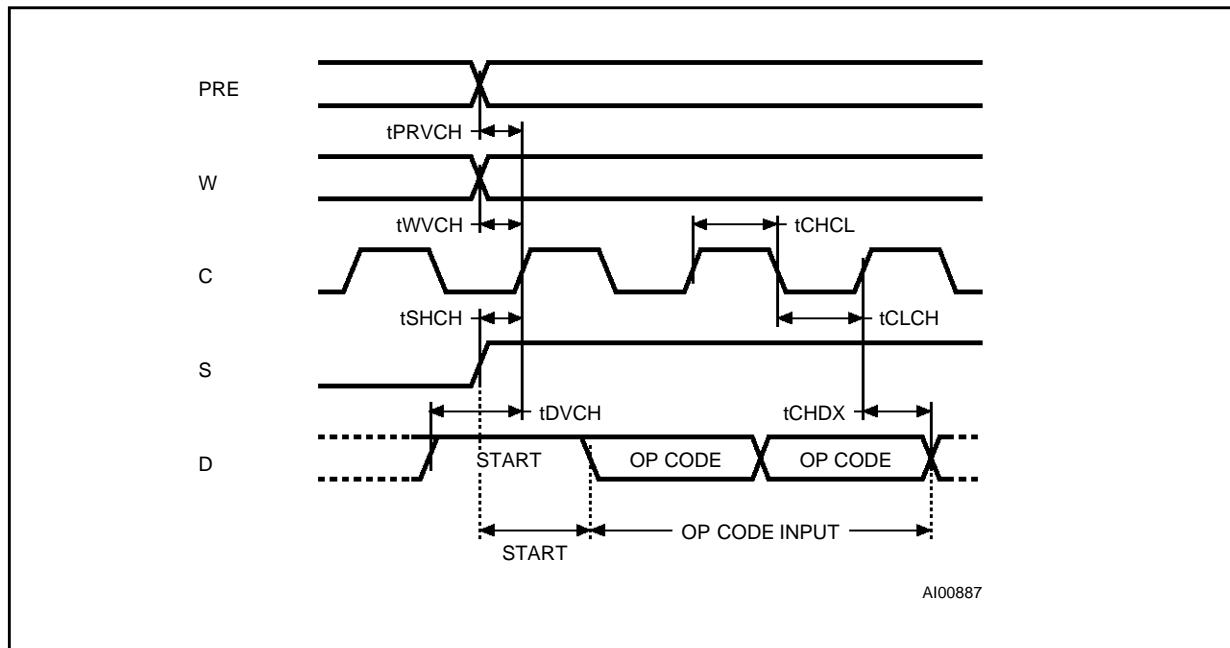 PRE
tPRVCH
W
tWVCH
tCHCL
C
tSHCH
tCLCH
S
tDVCH
tCHDX
D
START
OP CODE
OP CODE
START
OP CODE INPUT
AI00887